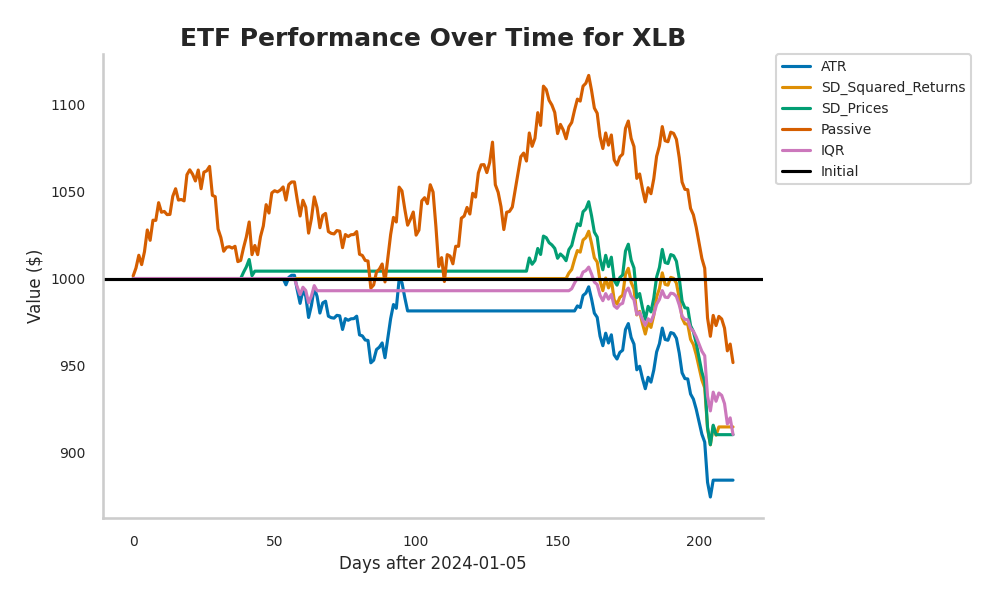 ETF Performance Over Time for XLB
ATR
SD_Squared_Returns
SD_Prices
Passive
IQR
Initial
1100
1050
1000
950
900
Value ($)
0 50 100 150 200
Days after 2024-01-05